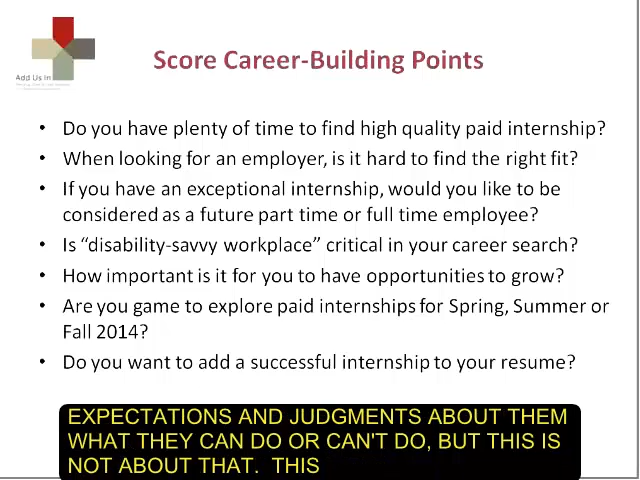 Add Us In
Score Career-Building Points
• Do you have plenty of time to find high quality paid internship?
• When looking for an employer, is it hard to find the right fit?
• If you have an exceptional internship, would you like to be
considered as a future part time or full time employee?
• Is “disability-savvy workplace” critical in your career search?
• How important is it for you to have opportunities to grow?
• Are you game to explore paid internships for Spring, Summer or
Fall 2014?
• Do you want to add a successful internship to your resume?
EXPECTATIONS AND JUDGMENTS ABOUT THEM
WHAT THEY CAN DO OR CAN'T DO, BUT THIS IS
NOT ABOUT THAT.  THIS